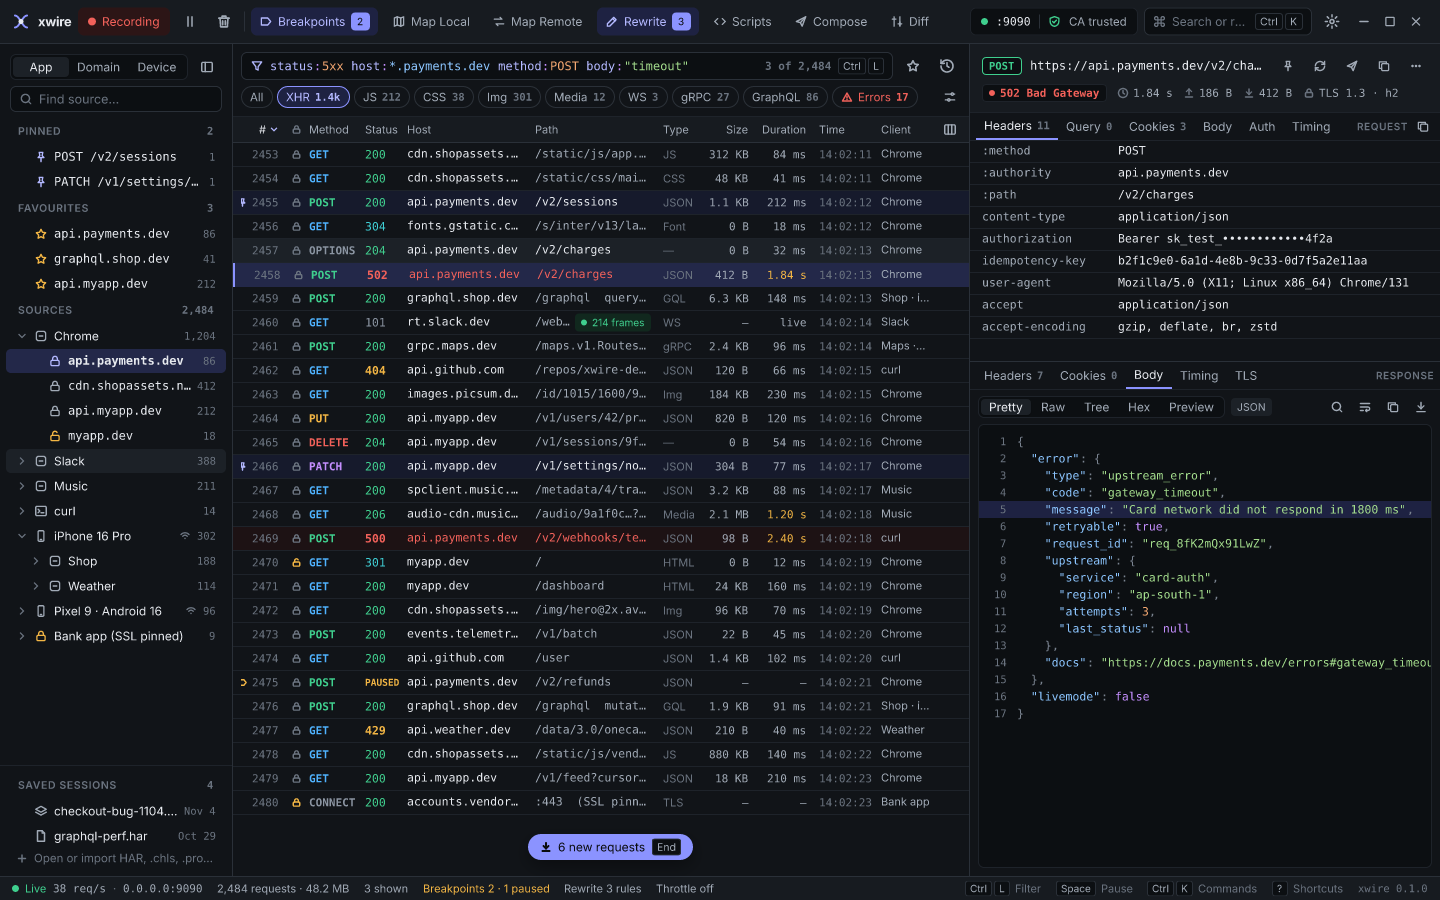 xwire Recording Breakpoints 2 Map Local Map Remote Rewrite 3 Scripts Compose Diff :9090 CA trusted Search or r... Ctrl K
App Domain Device
Find source...
PINNED 2
POST /v2/sessions 1
PATCH /v1/settings/… 1
FAVOURITES 3
api.payments.dev 86
graphql.shop.dev 41
api.myapp.dev 212
SOURCES 2,484
Chrome 1,204
api.payments.dev 86
cdn.shopassets.n… 412
api.myapp.dev 212
myapp.dev 18
Slack 388
Music 211
curl 14
iPhone 16 Pro 302
Shop 188
Weather 114
Pixel 9 · Android 16 96
Bank app (SSL pinned) 9
SAVED SESSIONS 4
checkout-bug-1104.… Nov 4
graphql-perf.har Oct 29
Open or import HAR, .chls, .pro…
status:5xx host:*.payments.dev method:POST body:"timeout" 3 of 2,484 Ctrl L
All XHR 1.4k JS 212 CSS 38 Img 301 Media 12 WS 3 gRPC 27 GraphQL 86 Errors 17
# Method Status Host Path Type Size Duration Time Client
2453 GET 200 cdn.shopassets.… /static/js/app.… JS 312 KB 84 ms 14:02:11 Chrome
2454 GET 200 cdn.shopassets.… /static/css/mai… CSS 48 KB 41 ms 14:02:11 Chrome
2455 POST 200 api.payments.dev /v2/sessions JSON 1.1 KB 212 ms 14:02:12 Chrome
2456 GET 304 fonts.gstatic.c… /s/inter/v13/la… Font 0 B 18 ms 14:02:12 Chrome
2457 OPTIONS 204 api.payments.dev /v2/charges — 0 B 32 ms 14:02:13 Chrome
2458 POST 502 api.payments.dev /v2/charges JSON 412 B 1.84 s 14:02:13 Chrome
2459 POST 200 graphql.shop.dev /graphql query… GQL 6.3 KB 148 ms 14:02:13 Shop · i…
2460 GET 101 rt.slack.dev /web… 214 frames WS — live 14:02:14 Slack
2461 POST 200 grpc.maps.dev /maps.v1.Routes… gRPC 2.4 KB 96 ms 14:02:14 Maps ·…
2462 GET 404 api.github.com /repos/xwire-de… JSON 120 B 66 ms 14:02:15 curl
2463 GET 200 images.picsum.d… /id/1015/1600/9… Img 184 KB 230 ms 14:02:15 Chrome
2464 PUT 200 api.myapp.dev /v1/users/42/pr… JSON 820 B 120 ms 14:02:16 Chrome
2465 DELETE 204 api.myapp.dev /v1/sessions/9f… — 0 B 54 ms 14:02:16 Chrome
2466 PATCH 200 api.myapp.dev /v1/settings/no… JSON 304 B 77 ms 14:02:17 Chrome
2467 GET 200 spclient.music.… /metadata/4/tra… JSON 3.2 KB 88 ms 14:02:17 Music
2468 GET 206 audio-cdn.music… /audio/9a1f0c…?… Media 2.1 MB 1.20 s 14:02:18 Music
2469 POST 500 api.payments.dev /v2/webhooks/te… JSON 98 B 2.40 s 14:02:18 curl
2470 GET 301 myapp.dev / HTML 0 B 12 ms 14:02:19 Chrome
2471 GET 200 myapp.dev /dashboard HTML 24 KB 160 ms 14:02:19 Chrome
2472 GET 200 cdn.shopassets.… /img/hero@2x.av… Img 96 KB 70 ms 14:02:19 Chrome
2473 POST 200 events.telemetr… /v1/batch JSON 22 B 45 ms 14:02:20 Chrome
2474 GET 200 api.github.com /user JSON 1.4 KB 102 ms 14:02:20 curl
2475 POST PAUSED api.payments.dev /v2/refunds JSON — — 14:02:21 Chrome
2476 POST 200 graphql.shop.dev /graphql mutat… GQL 1.9 KB 91 ms 14:02:21 Shop · i…
2477 GET 429 api.weather.dev /data/3.0/oneca… JSON 210 B 40 ms 14:02:22 Weather
2478 GET 200 cdn.shopassets.… /static/js/vend… JS 880 KB 140 ms 14:02:22 Chrome
2479 GET 200 api.myapp.dev /v1/feed?cursor… JSON 18 KB 210 ms 14:02:23 Chrome
2480 CONNECT 200 accounts.vendor… :443 (SSL pinn… TLS — — 14:02:23 Bank app
6 new requests End
POST https://api.payments.dev/v2/cha…
502 Bad Gateway 1.84 s 186 B 412 B TLS 1.3 · h2
Headers 11 Query 0 Cookies 3 Body Auth Timing REQUEST
:method POST
:authority api.payments.dev
:path /v2/charges
content-type application/json
authorization Bearer sk_test_••••••••••••4f2a
idempotency-key b2f1c9e0-6a1d-4e8b-9c33-0d7f5a2e11aa
user-agent Mozilla/5.0 (X11; Linux x86_64) Chrome/131
accept application/json
accept-encoding gzip, deflate, br, zstd
Headers 7 Cookies 0 Body Timing TLS RESPONSE
Pretty Raw Tree Hex Preview JSON
1 {
2 "error": {
3 "type": "upstream_error",
4 "code": "gateway_timeout",
5 "message": "Card network did not respond in 1800 ms",
6 "retryable": true,
7 "request_id": "req_8fK2mQx91LwZ",
8 "upstream": {
9 "service": "card-auth",
10 "region": "ap-south-1",
11 "attempts": 3,
12 "last_status": null
13 },
14 "docs": "https://docs.payments.dev/errors#gateway_timeou
15 },
16 "livemode": false
17 }
Live 38 req/s · 0.0.0.0:9090 2,484 requests · 48.2 MB 3 shown Breakpoints 2 · 1 paused Rewrite 3 rules Throttle off Ctrl L Filter Space Pause Ctrl K Commands ? Shortcuts xwire 0.1.0